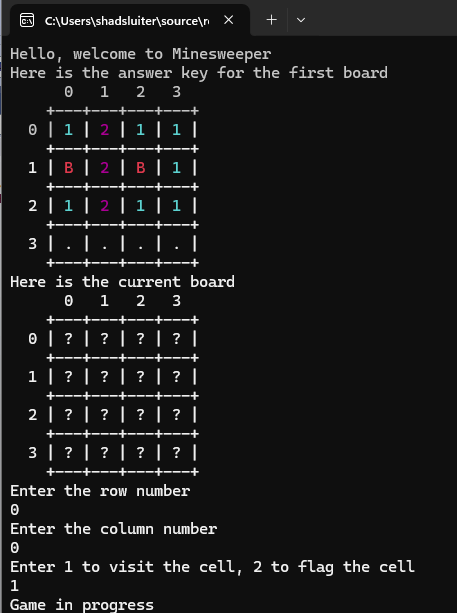 C:\Users\shadsluiter\source\re
Hello, welcome to Minesweeper
Here is the answer key for the first board
    0   1   2   3
  +---+---+---+---+
0 | 1 | 2 | 1 | 1 |
  +---+---+---+---+
1 | B | 2 | B | 1 |
  +---+---+---+---+
2 | 1 | 2 | 1 | 1 |
  +---+---+---+---+
3 | . | . | . | . |
  +---+---+---+---+
Here is the current board
    0   1   2   3
  +---+---+---+---+
0 | ? | ? | ? | ? |
  +---+---+---+---+
1 | ? | ? | ? | ? |
  +---+---+---+---+
2 | ? | ? | ? | ? |
  +---+---+---+---+
3 | ? | ? | ? | ? |
  +---+---+---+---+
Enter the row number
0
Enter the column number
0
Enter 1 to visit the cell, 2 to flag the cell
1
Game in progress